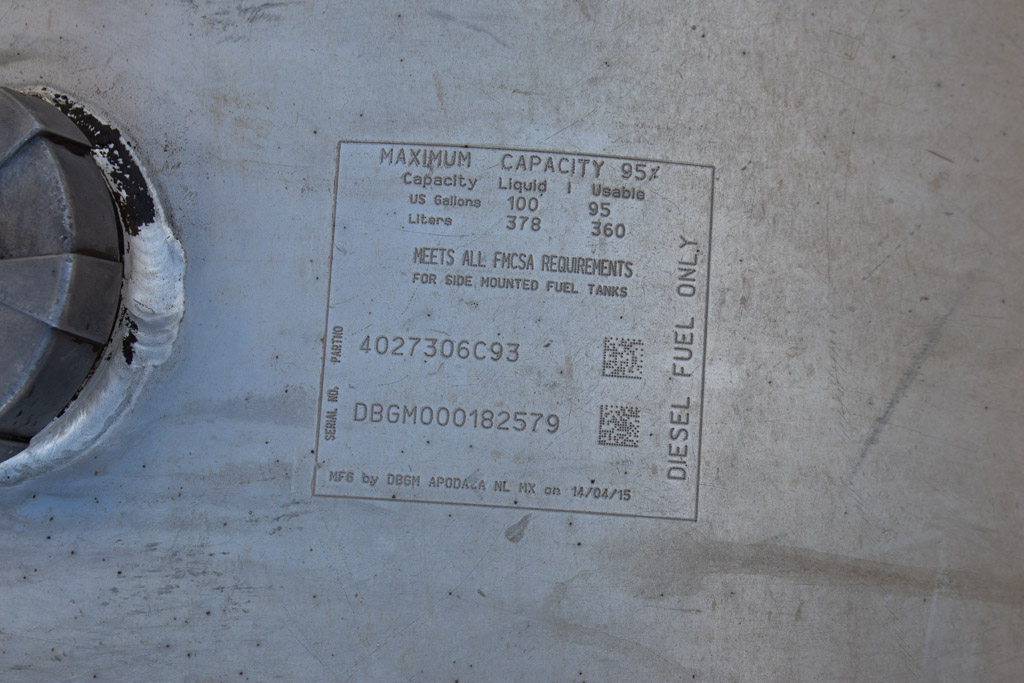 MAXIMUM CAPACITY 95%
Capacity Liquid | Usable
US Gallons 100 95
Liters 378 360
MEETS ALL FMCSA REQUIREMENTS
FOR SIDE MOUNTED FUEL TANKS
PARTNO 4027306C93
SERIAL NO. DBGM000182579
MFG by DBGM APODACA NL MX on 14/04/15
DIESEL FUEL ONLY